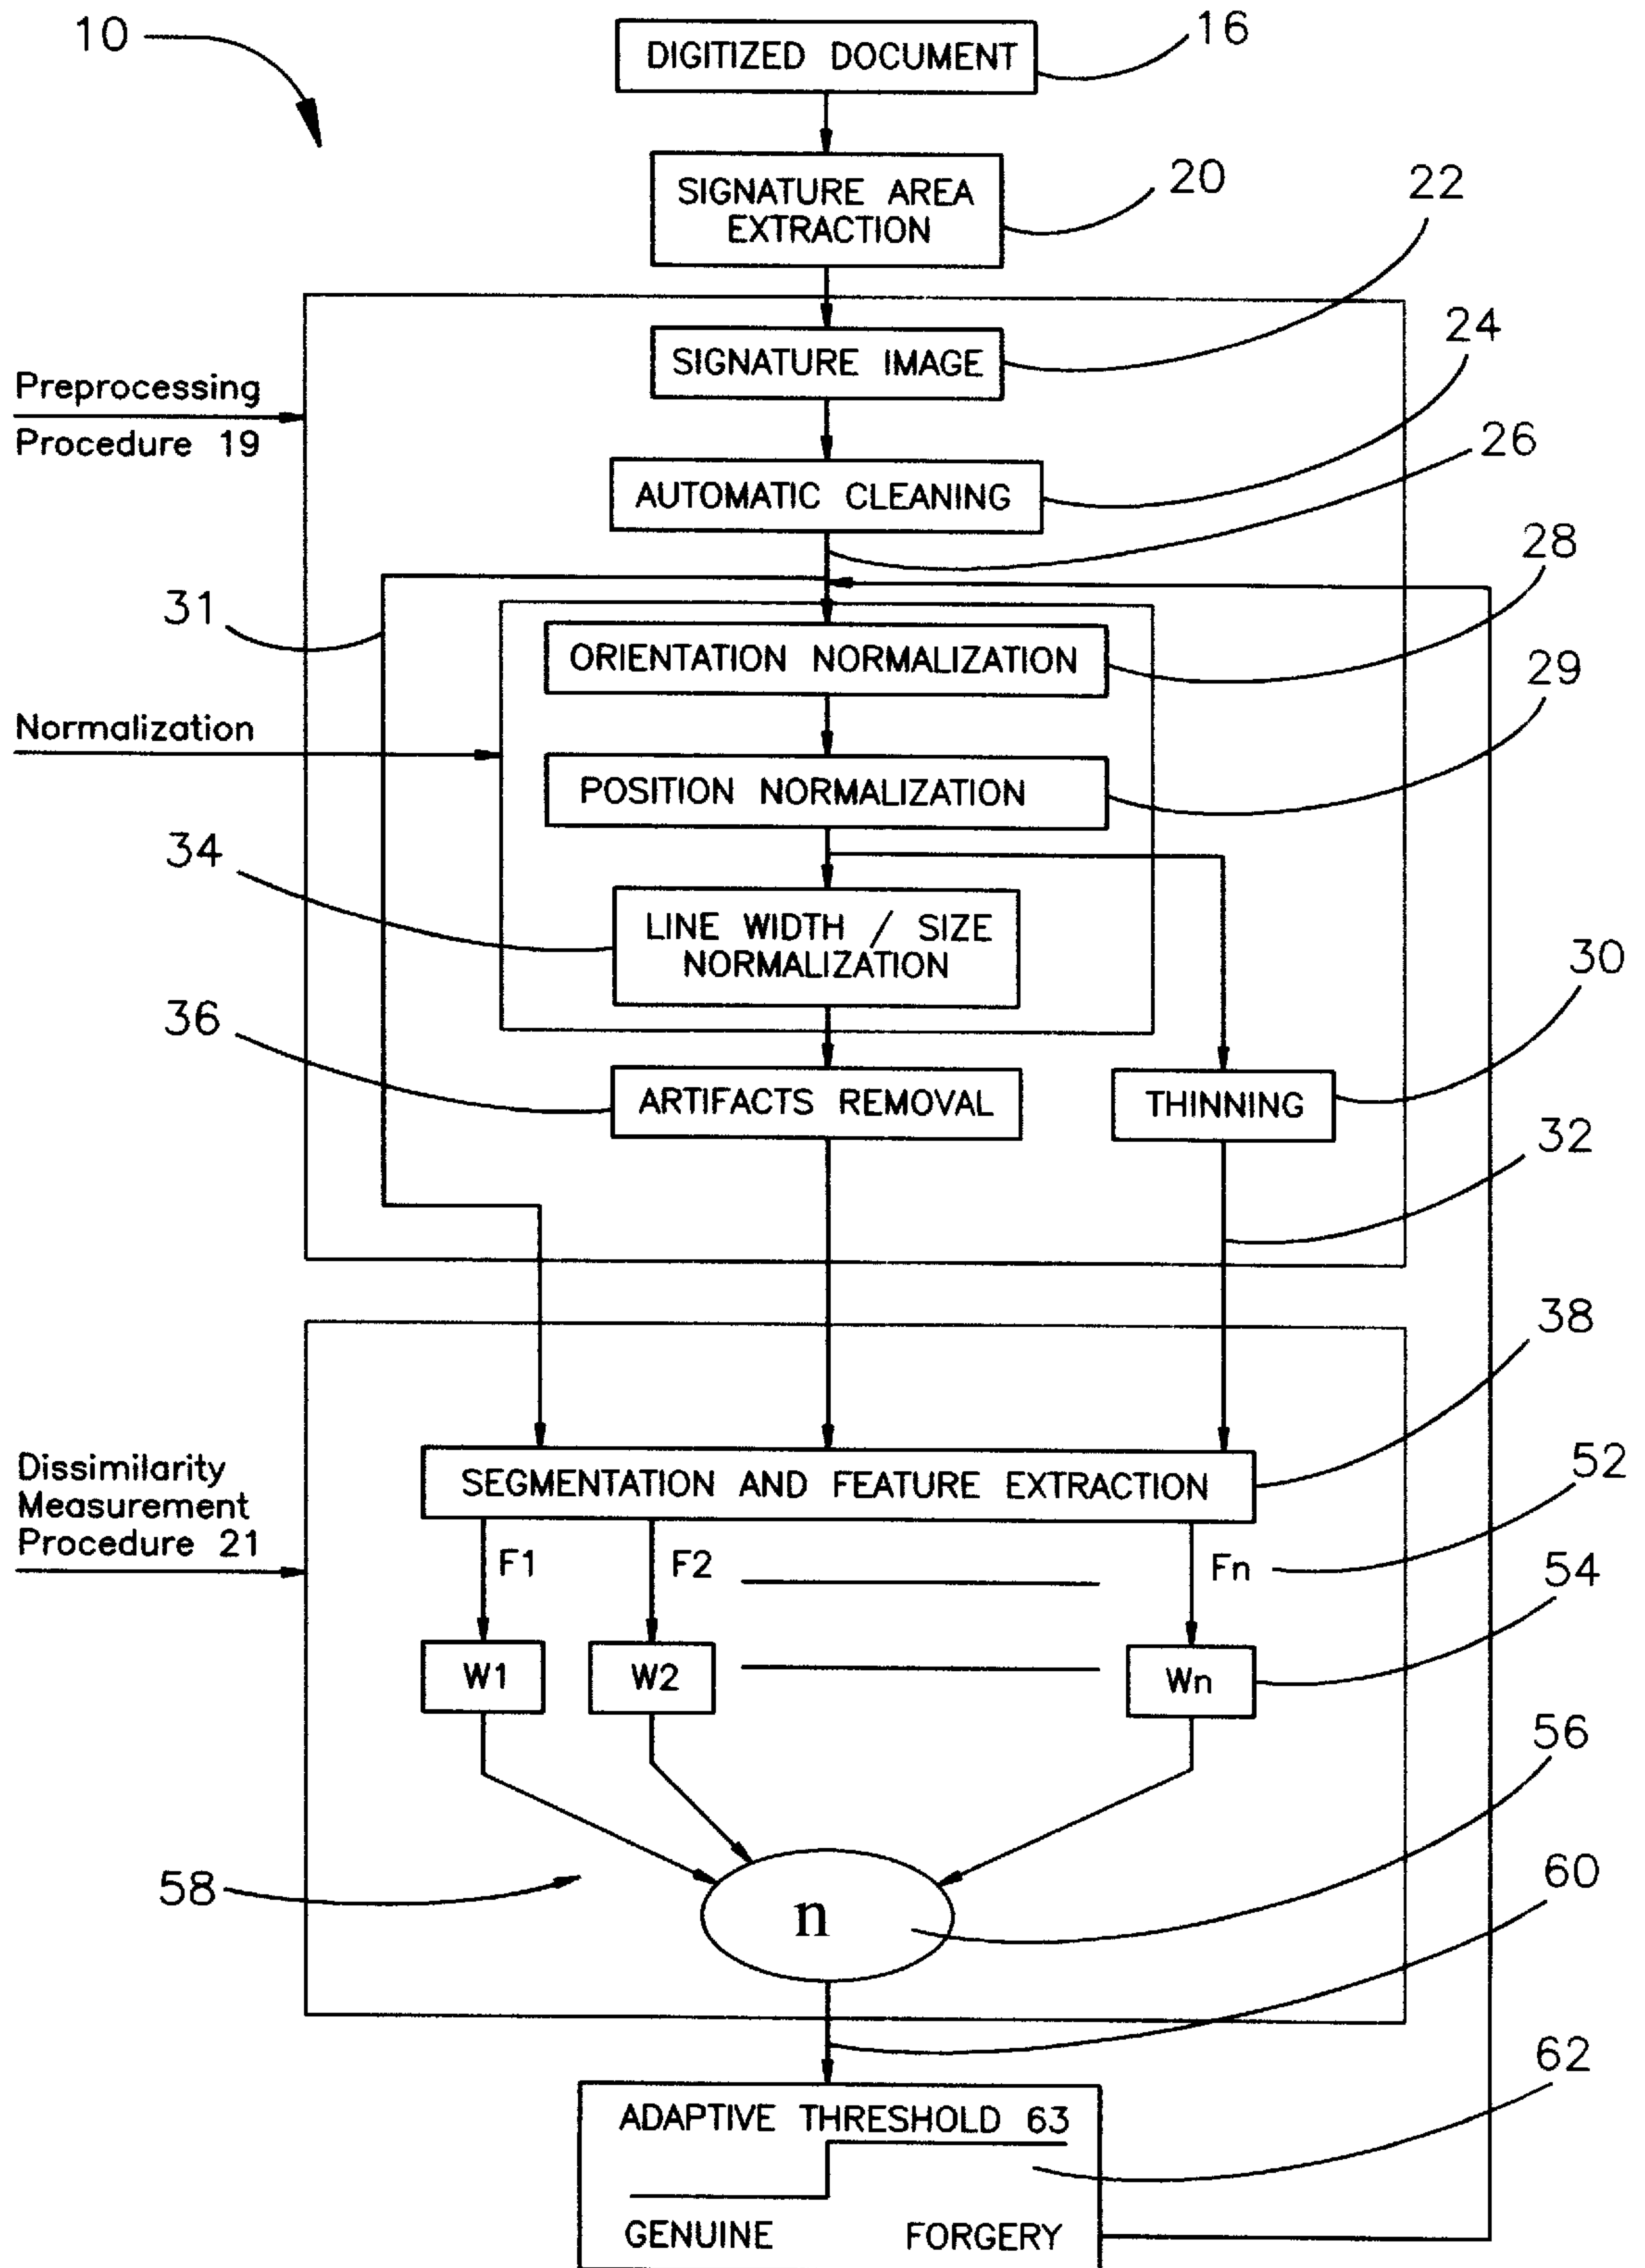 10
DIGITIZED DOCUMENT
16
SIGNATURE AREA
EXTRACTION
20
22
SIGNATURE IMAGE
24
Preprocessing
Procedure 19
26
AUTOMATIC CLEANING
28
31
ORIENTATION NORMALIZATION
29
Normalization
POSITION NORMALIZATION
34
LINE WIDTH / SIZE
NORMALIZATION
30
36
ARTIFACTS REMOVAL
THINNING
32
38
Dissimilarity
Measurement
Procedure 21
SEGMENTATION AND FEATURE EXTRACTION
52
F1
F2
Fn
54
W1
W2
Wn
56
58
n
60
62
ADAPTIVE THRESHOLD 63
GENUINE
FORGERY